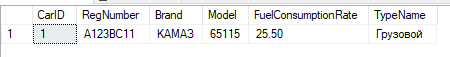 CarID RegNumber Brand Model FuelConsumptionRate TypeName
1 1 A123BC11 КАМАЗ 65115 25.50 Грузовой